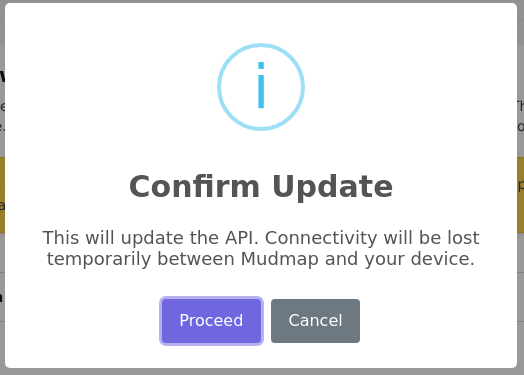 Confirm Update
This will update the API. Connectivity will be lost
temporarily between Mudmap and your device.
Proceed
Cancel